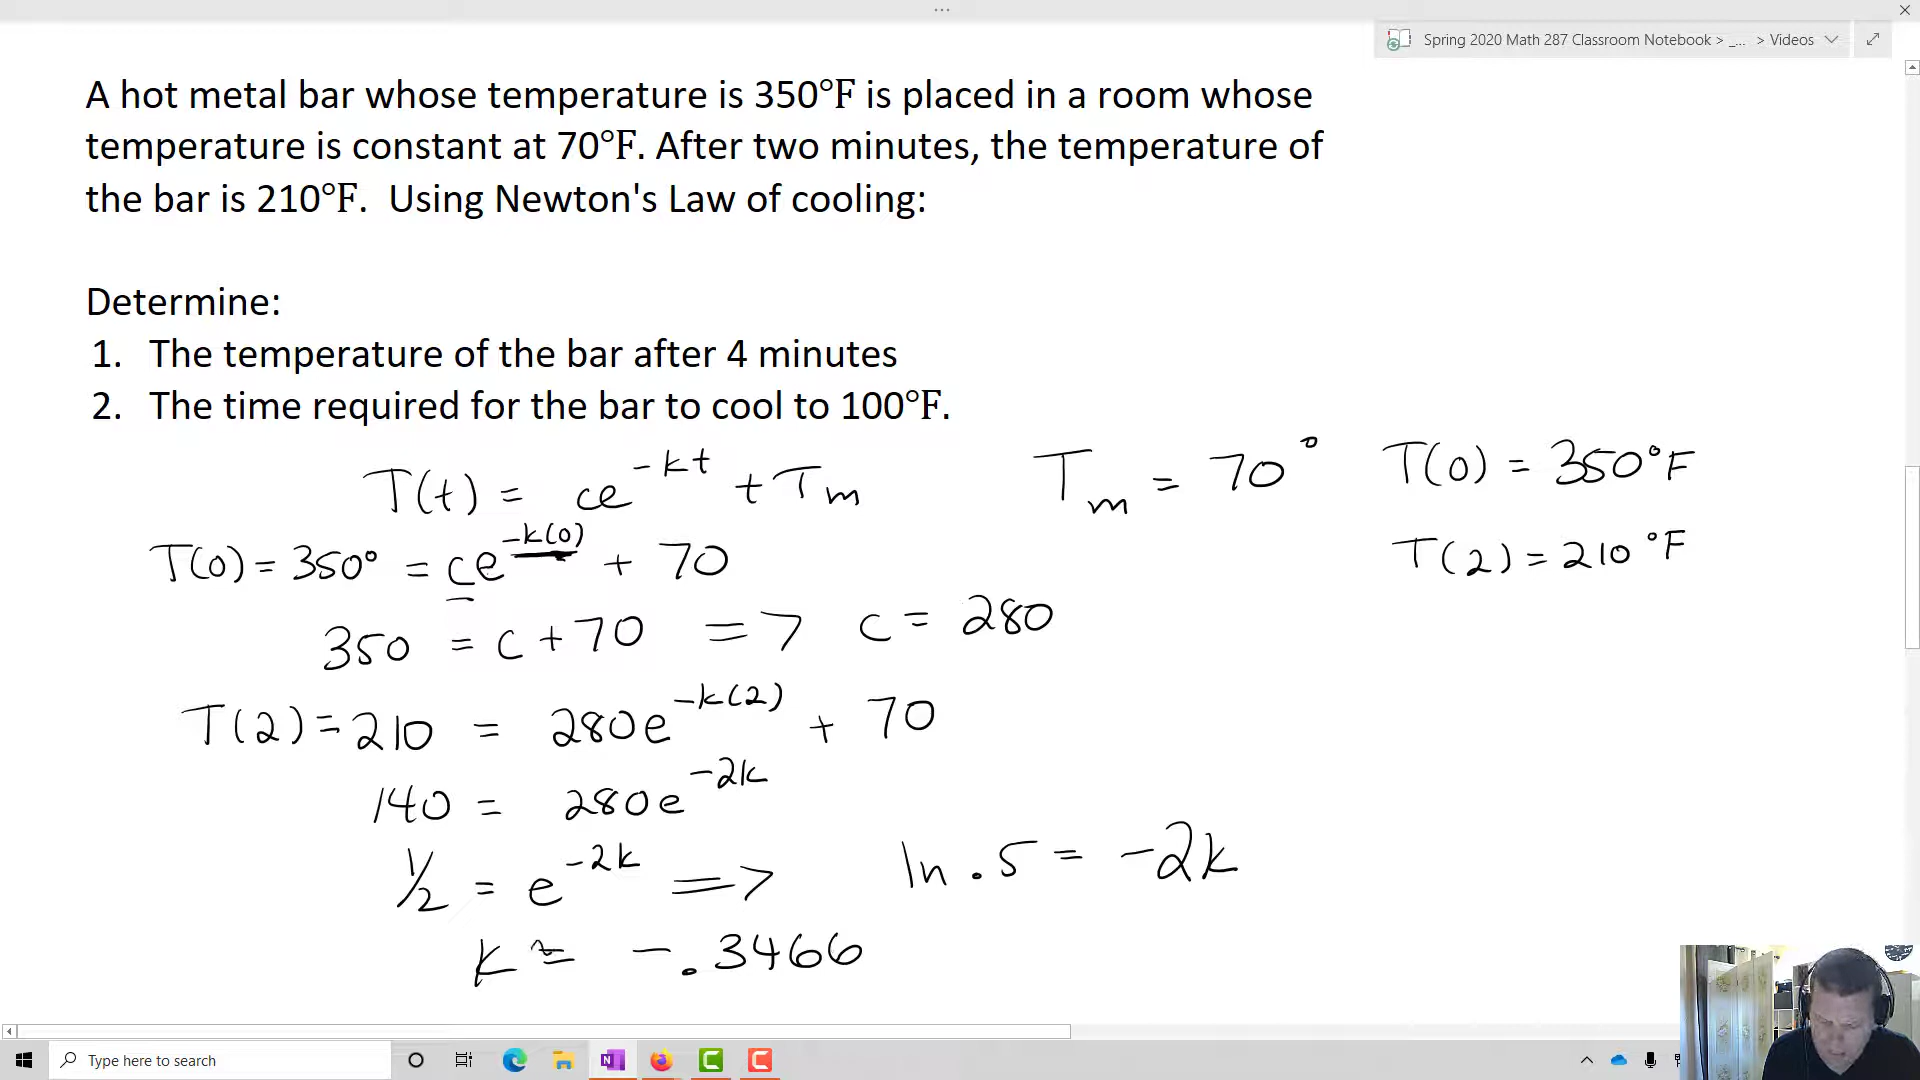 Spring 2020 Math 287 Classroom Notebook > _... > Videos
A hot metal bar whose temperature is 350°F is placed in a room whose
temperature is constant at 70°F. After two minutes, the temperature of
the bar is 210°F. Using Newton's Law of cooling:
Determine:
1. The temperature of the bar after 4 minutes
2. The time required for the bar to cool to 100°F.
T(t) = ce^{-kt} + Tₘ
Tₘ = 70°
T(0) = 350°F
T(0) = 350° = ce^{-k(0)} + 70
T(2) = 210°F
350 = c + 70 => c = 280
T(2) = 210 = 280e^{-k(2)} + 70
140 = 280e^{-2k}
1/2 = e^{-2k} => ln .5 = -2k
k ≈ -.3466
Type here to search